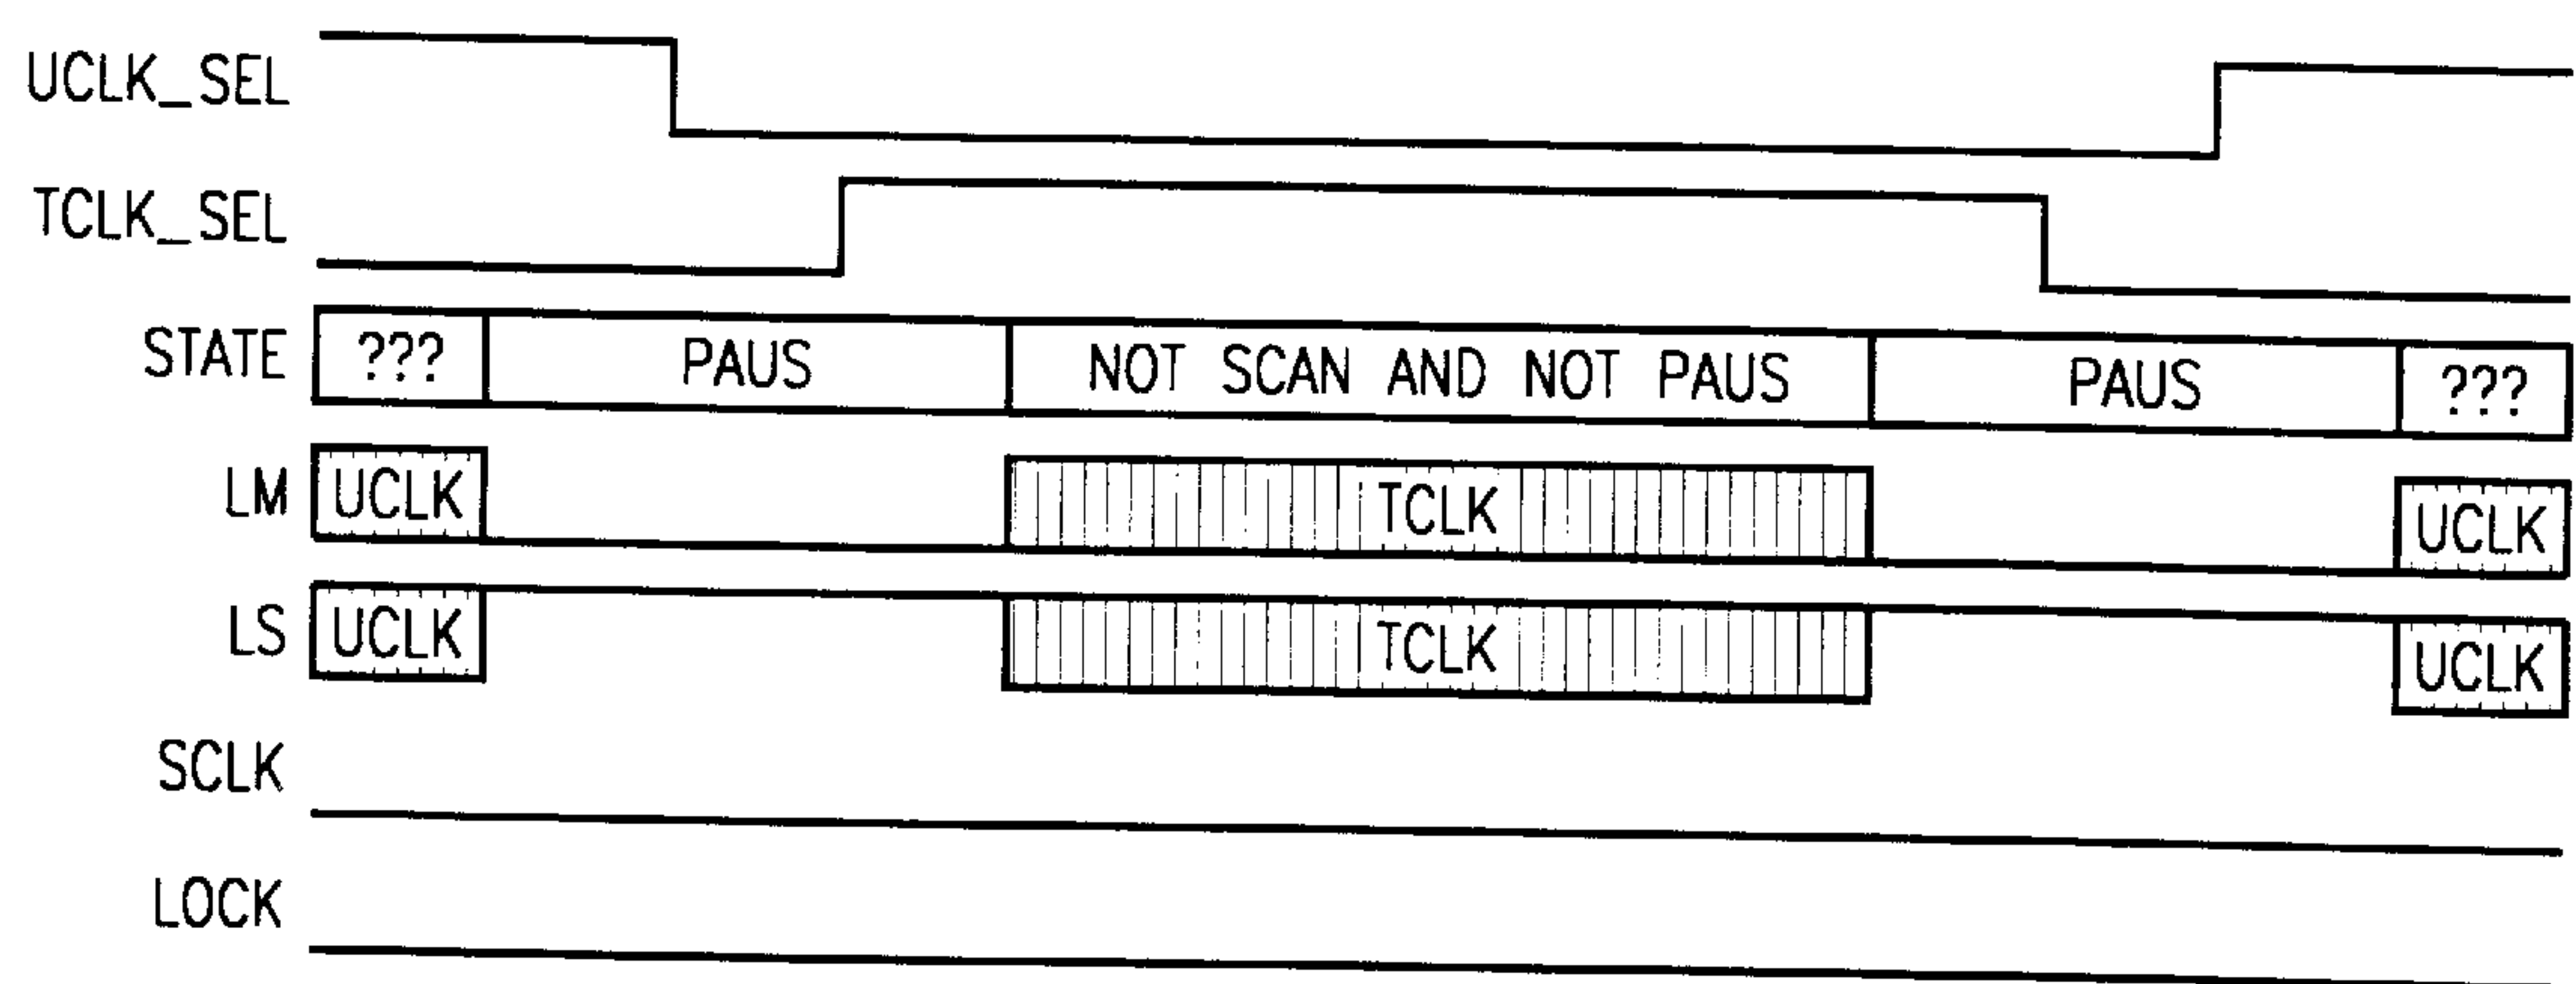 UCLK_SEL
TCLK_SEL
STATE ??? PAUS NOT SCAN AND NOT PAUS PAUS ???
LM UCLK TCLK UCLK
LS UCLK TCLK UCLK
SCLK
LOCK